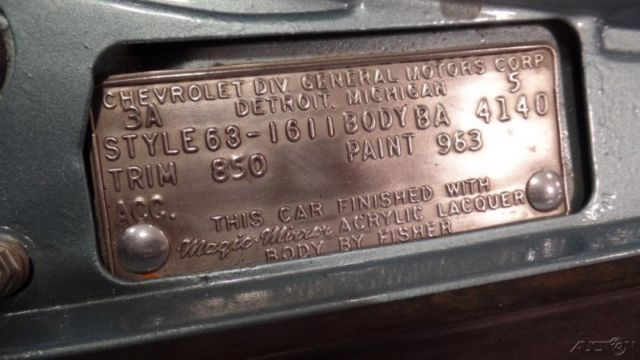 CHEVROLET DIV. GENERAL MOTORS CORP
3A DETROIT, MICHIGAN 5
STYLE 63-1611 BODY BA 4140
TRIM 850 PAINT 963
ACC.
THIS CAR FINISHED WITH
Magic-Mirror ACRYLIC LACQUER
BODY BY FISHER